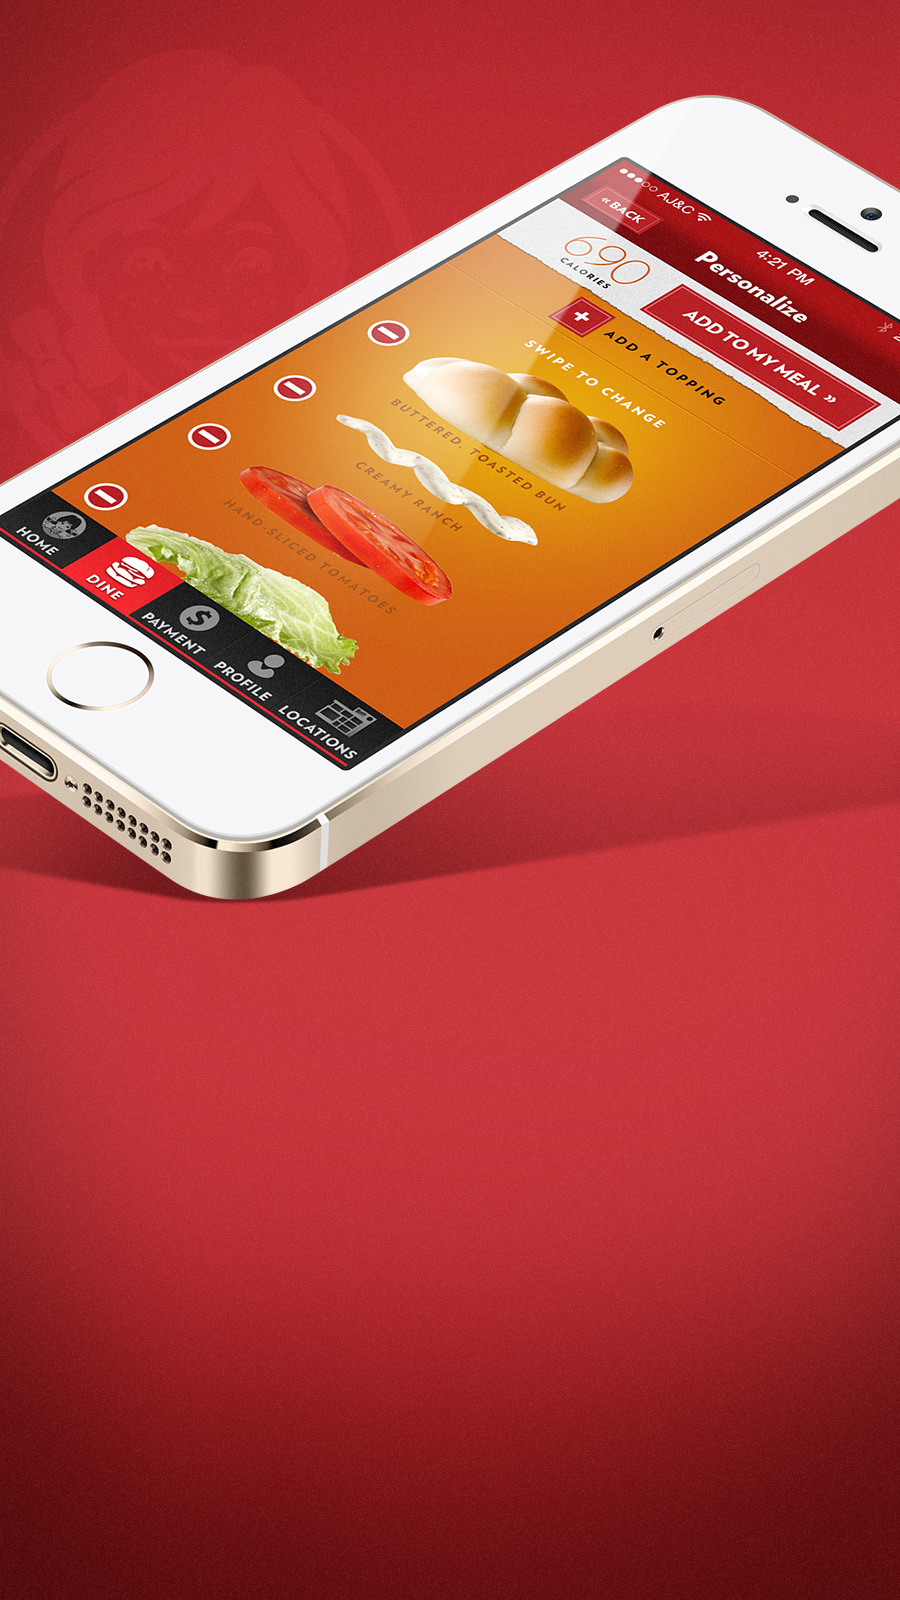 AJ&C
4:21 PM
« BACK
Personalize
690
CALORIES
ADD TO MY MEAL »
+ ADD A TOPPING
SWIPE TO CHANGE
BUTTERED, TOASTED BUN
CREAMY RANCH
HAND-SLICED TOMATOES
HOME
DINE
PAYMENT
PROFILE
LOCATIONS